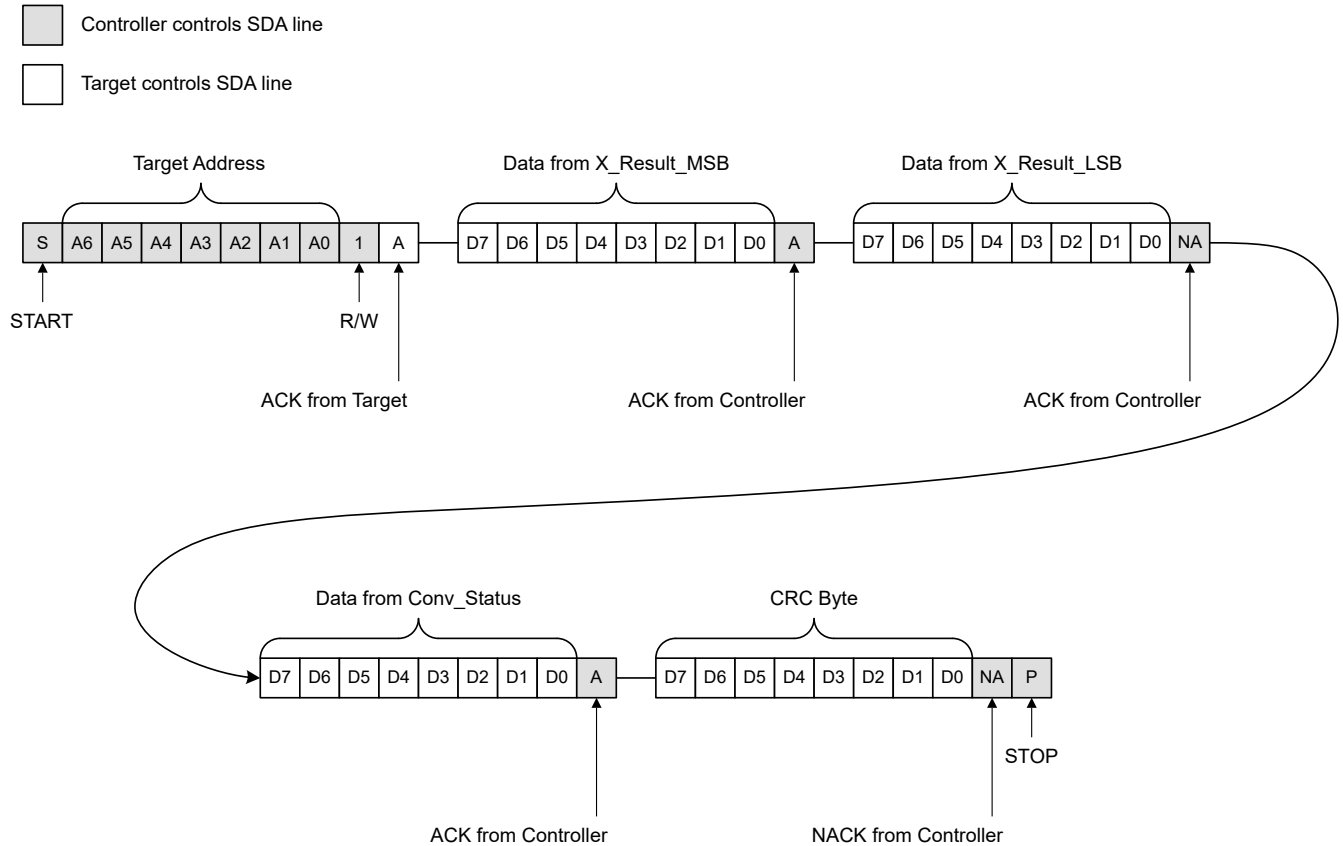 Controller controls SDA line
Target controls SDA line
Target Address Data from X_Result_MSB Data from X_Result_LSB
S A6 A5 A4 A3 A2 A1 A0 1 A D7 D6 D5 D4 D3 D2 D1 D0 A D7 D6 D5 D4 D3 D2 D1 D0 NA
START R/W
ACK from Target ACK from Controller ACK from Controller
Data from Conv_Status CRC Byte
D7 D6 D5 D4 D3 D2 D1 D0 A D7 D6 D5 D4 D3 D2 D1 D0 NA P
STOP
ACK from Controller NACK from Controller